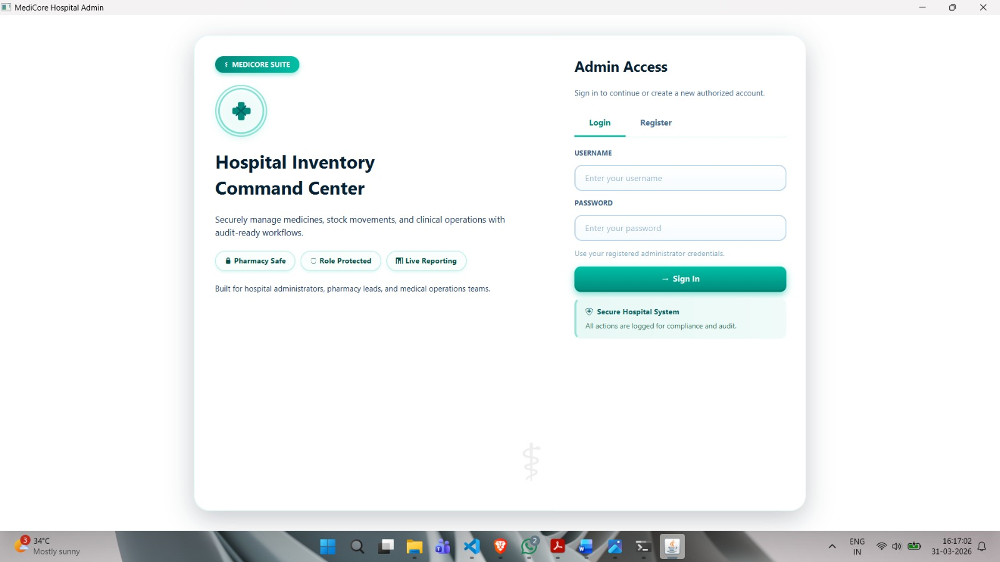 MediCore Hospital Admin
MEDICORE SUITE
Hospital Inventory
Command Center
Securely manage medicines, stock movements, and clinical operations with
audit-ready workflows.
Pharmacy Safe
Role Protected
Live Reporting
Built for hospital administrators, pharmacy leads, and medical operations teams.
Admin Access
Sign in to continue or create a new authorized account.
Login
Register
USERNAME
Enter your username
PASSWORD
Enter your password
Use your registered administrator credentials.
→ Sign In
Secure Hospital System
All actions are logged for compliance and audit.
3
34°C
Mostly sunny
2
ENG
IN
16:17:02
31-03-2026